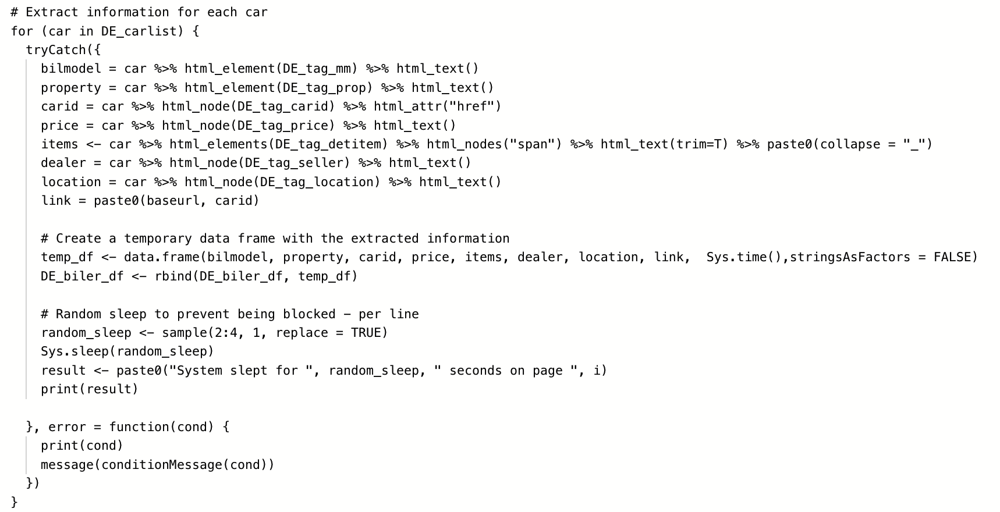 # Extract information for each car
for (car in DE_carlist) {
  tryCatch({
    bilmodel = car %>% html_element(DE_tag_mm) %>% html_text()
    property = car %>% html_element(DE_tag_prop) %>% html_text()
    carid = car %>% html_node(DE_tag_carid) %>% html_attr("href")
    price = car %>% html_node(DE_tag_price) %>% html_text()
    items <- car %>% html_elements(DE_tag_detitem) %>% html_nodes("span") %>% html_text(trim=T) %>% paste0(collapse = "_")
    dealer = car %>% html_node(DE_tag_seller) %>% html_text()
    location = car %>% html_node(DE_tag_location) %>% html_text()
    link = paste0(baseurl, carid)

    # Create a temporary data frame with the extracted information
    temp_df <- data.frame(bilmodel, property, carid, price, items, dealer, location, link,  Sys.time(),stringsAsFactors = FALSE)
    DE_biler_df <- rbind(DE_biler_df, temp_df)

    # Random sleep to prevent being blocked - per line
    random_sleep <- sample(2:4, 1, replace = TRUE)
    Sys.sleep(random_sleep)
    result <- paste0("System slept for ", random_sleep, " seconds on page ", i)
    print(result)

  }, error = function(cond) {
    print(cond)
    message(conditionMessage(cond))
  })
}